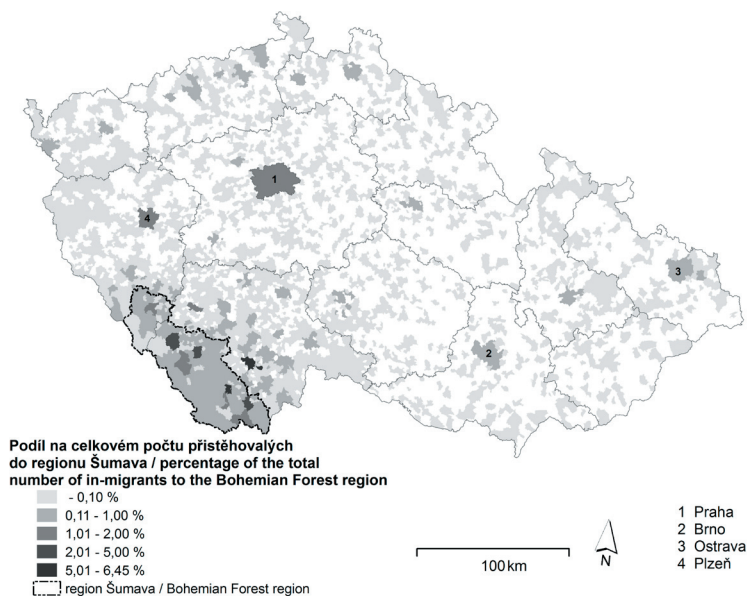 1
4
3
2
Podíl na celkovém počtu přistěhovalých
do regionu Šumava / percentage of the total
number of in-migrants to the Bohemian Forest region
- 0,10 %
0,11 - 1,00 %
1,01 - 2,00 %
2,01 - 5,00 %
5,01 - 6,45 %
region Šumava / Bohemian Forest region
100 km
N
1 Praha
2 Brno
3 Ostrava
4 Plzeň